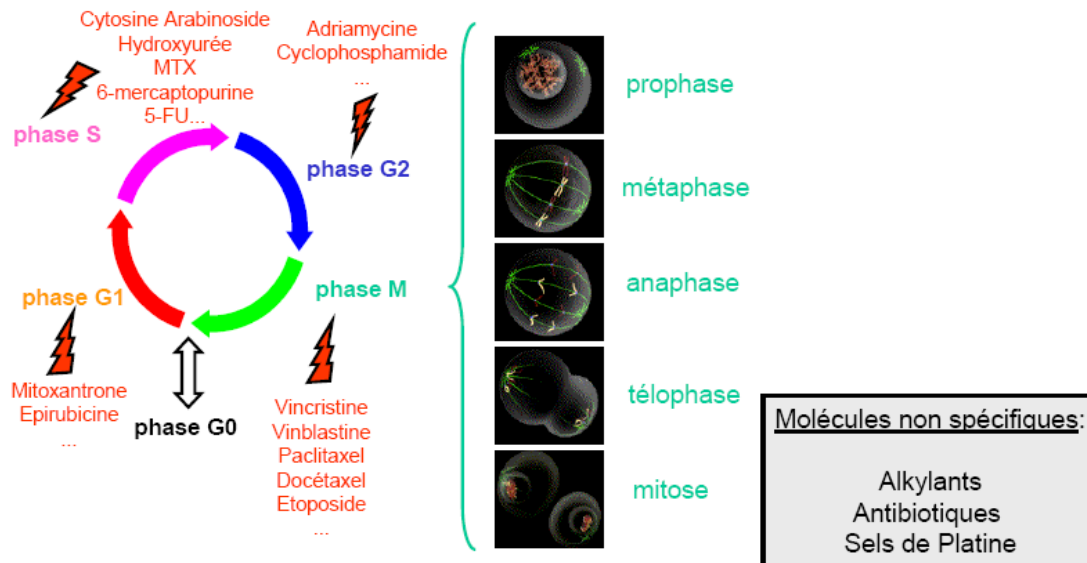 Cytosine Arabinoside
Hydroxyurée
MTX
6-mercaptopurine
5-FU...
Adriamycine
Cyclophosphamide
...
phase S
phase G2
phase G1
phase M
Mitoxantrone
Epirubicine
...
phase G0
Vincristine
Vinblastine
Paclitaxel
Docétaxel
Etoposide
...
prophase
métaphase
anaphase
télophase
mitose
Molécules non spécifiques:
Alkylants
Antibiotiques
Sels de Platine